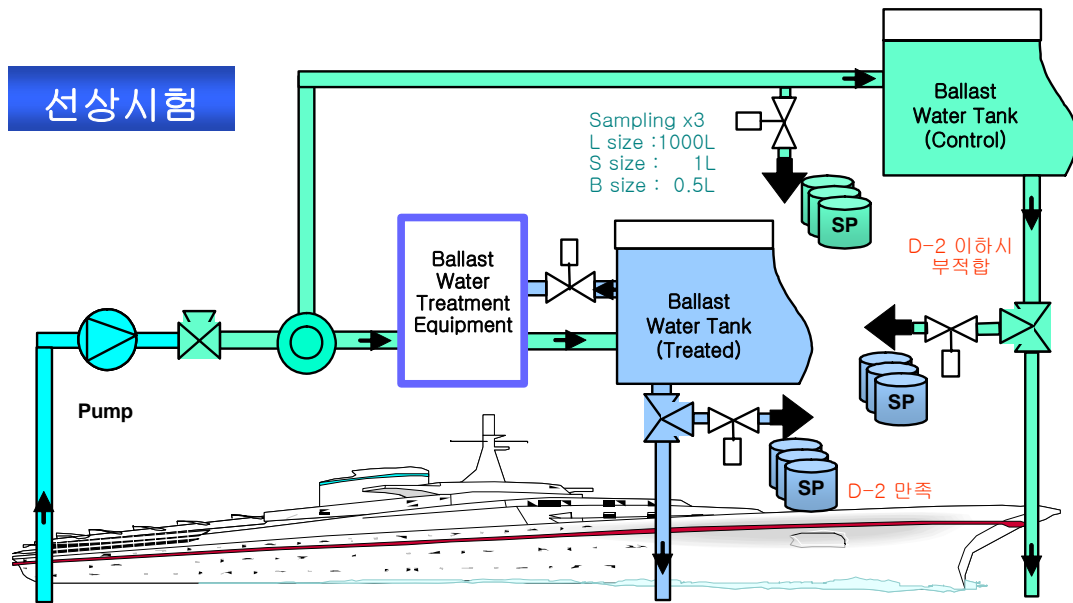 선상시험
Sampling x3
L size :1000L
S size : 1L
B size : 0.5L
Ballast
Water Tank
(Control)
SP
D-2 이하시
부적합
Ballast
Water
Treatment
Equipment
Ballast
Water Tank
(Treated)
SP
Pump
SP
D-2 만족